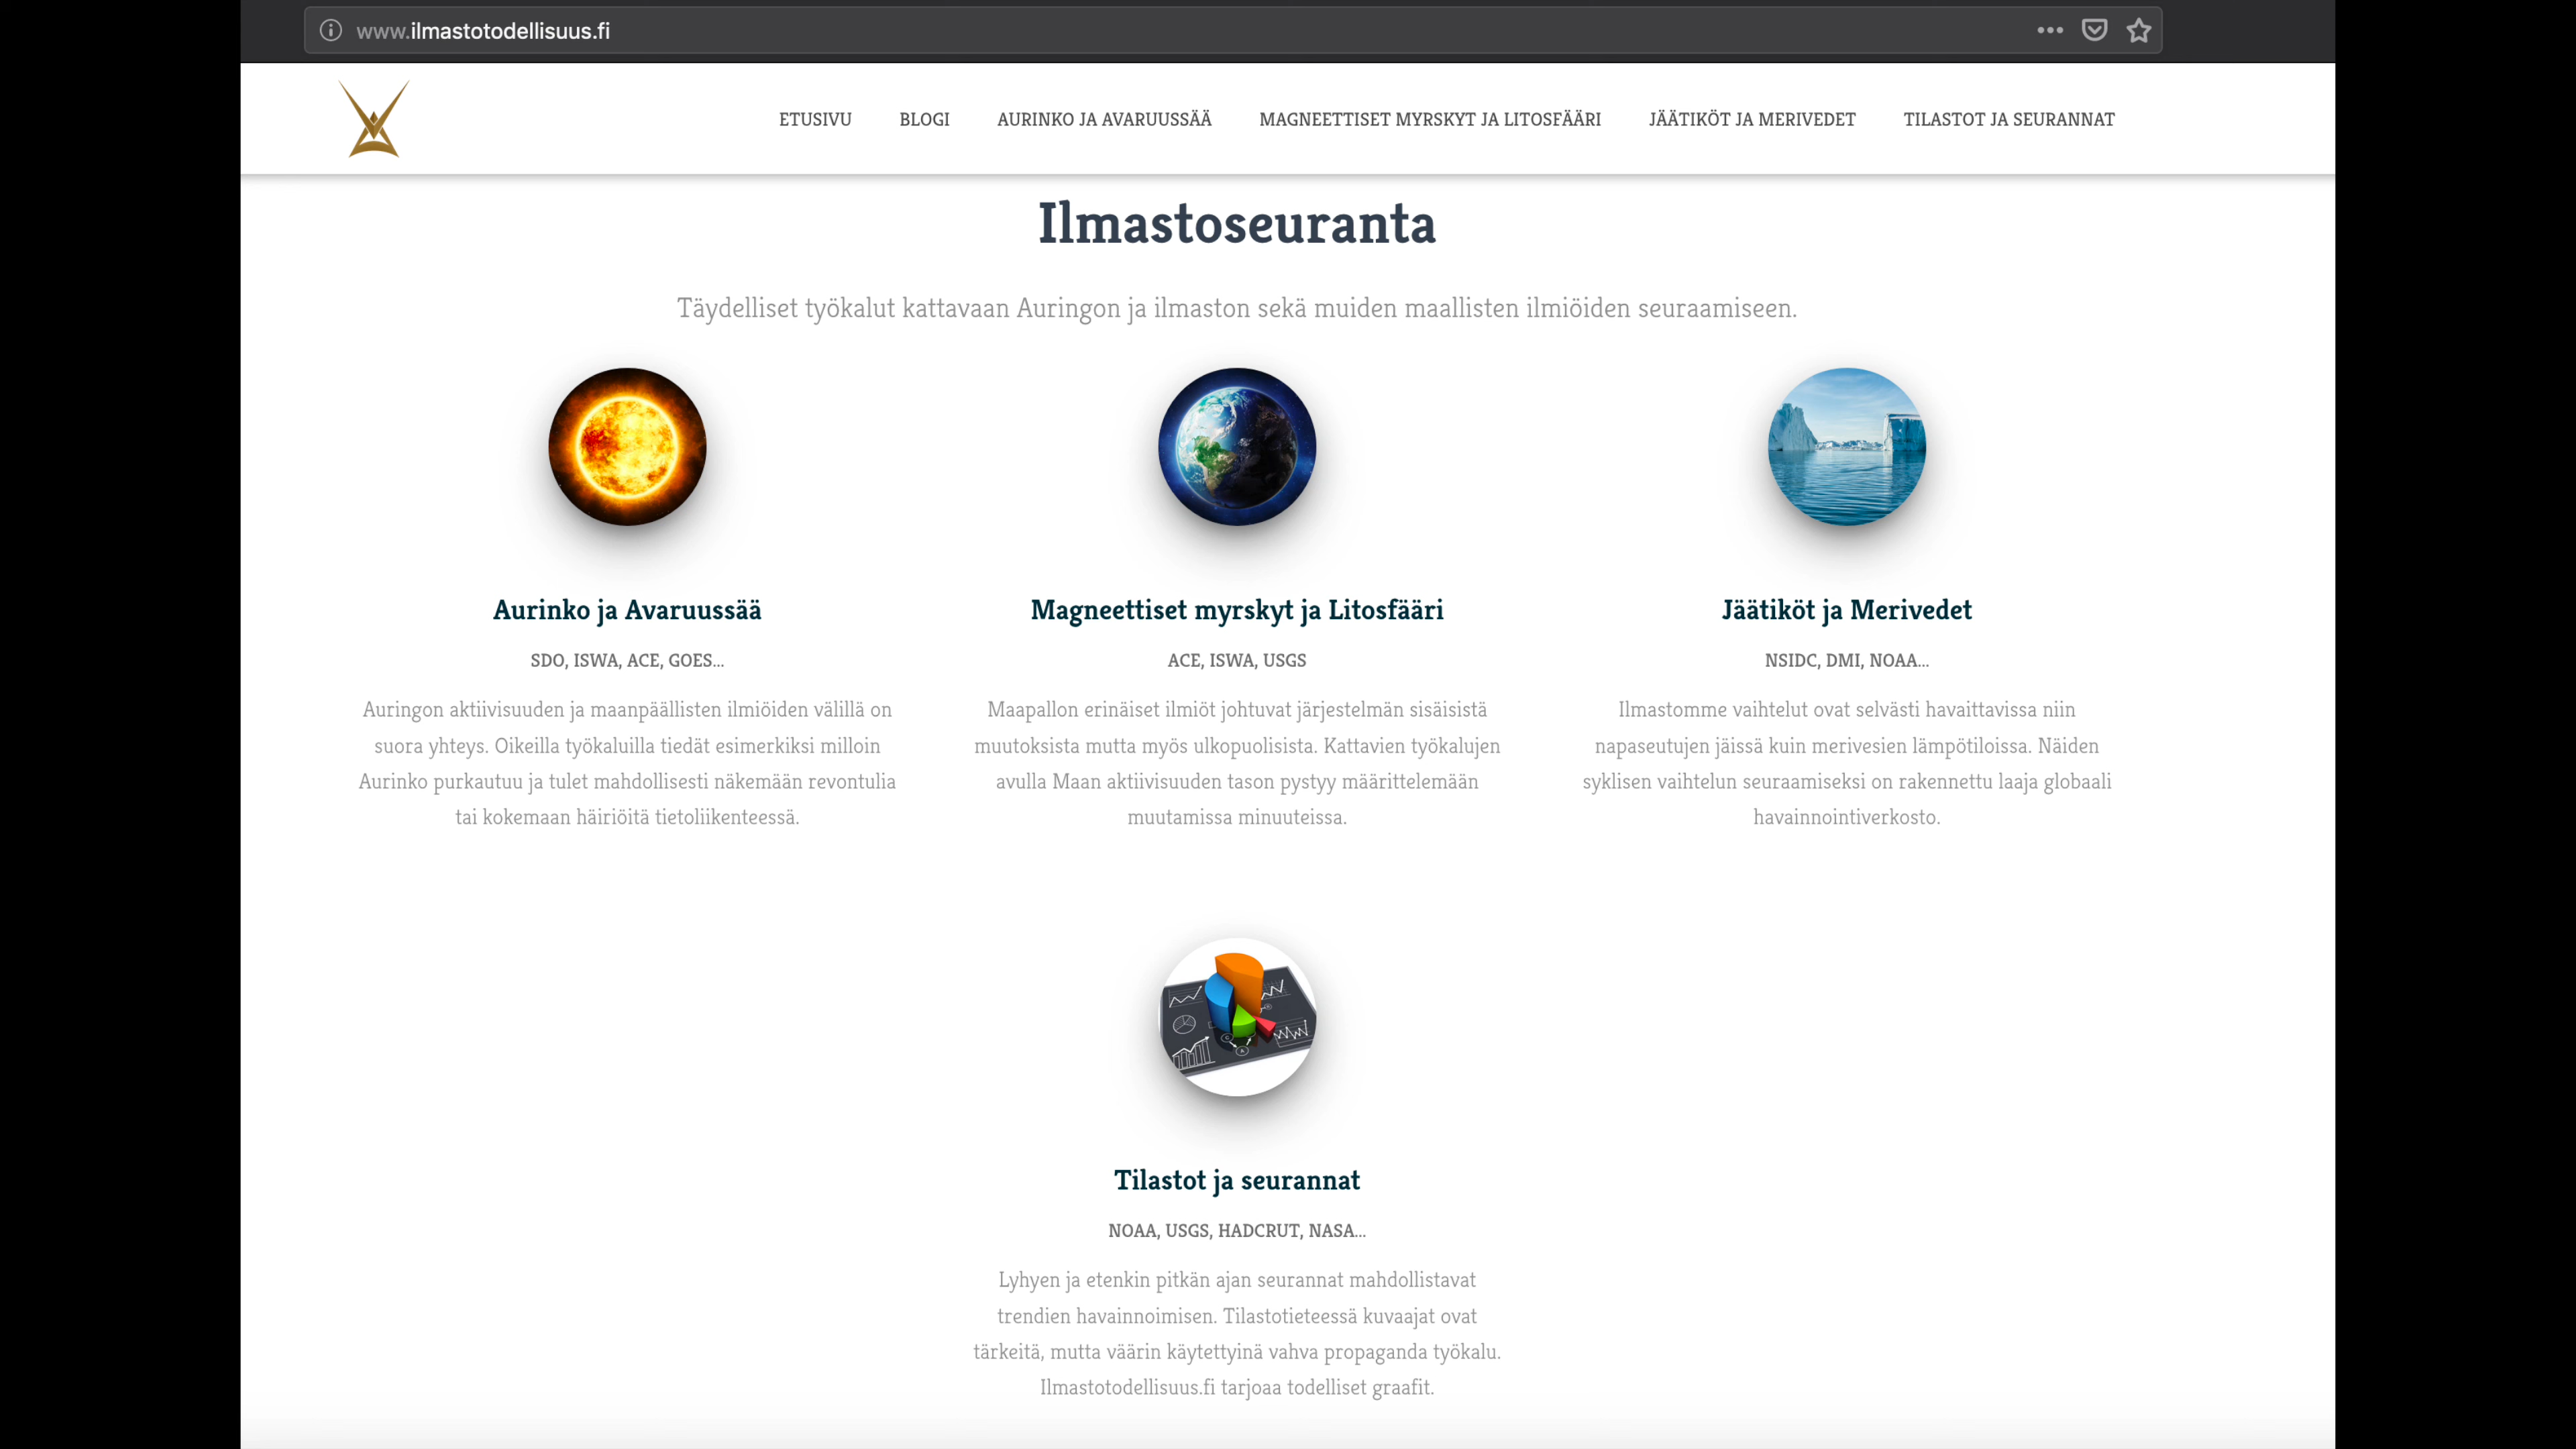 www.ilmastotodellisuus.fi
ETUSIVU BLOGI AURINKO JA AVARUUSSÄÄ MAGNEETTISET MYRSKYT JA LITOSFÄÄRI JÄÄTIKÖT JA MERIVEDET TILASTOT JA SEURANNAT
Ilmastoseuranta
Täydelliset työkalut kattavaan Auringon ja ilmaston sekä muiden maallisten ilmiöiden seuraamiseen.
Aurinko ja Avaruussää
SDO, ISWA, ACE, GOES...
Auringon aktiivisuuden ja maanpäällisten ilmiöiden välillä on
suora yhteys. Oikeilla työkaluilla tiedät esimerkiksi milloin
Aurinko purkautuu ja tulet mahdollisesti näkemään revontulia
tai kokemaan häiriöitä tietoliikenteessä.
Magneettiset myrskyt ja Litosfääri
ACE, ISWA, USGS
Maapallon erinäiset ilmiöt johtuvat järjestelmän sisäisistä
muutoksista mutta myös ulkopuolisista. Kattavien työkalujen
avulla Maan aktiivisuuden tason pystyy määrittelemään
muutamissa minuuteissa.
Jäätiköt ja Merivedet
NSIDC, DMI, NOAA...
Ilmastomme vaihtelut ovat selvästi havaittavissa niin
napaseutujen jäissä kuin merivesien lämpötiloissa. Näiden
syklisen vaihtelun seuraamiseksi on rakennettu laaja globaali
havainnointiverkosto.
Tilastot ja seurannat
NOAA, USGS, HADCRUT, NASA...
Lyhyen ja etenkin pitkän ajan seurannat mahdollistavat
trendien havainnoimisen. Tilastotieteessä kuvaajat ovat
tärkeitä, mutta väärin käytettyinä vahva propaganda työkalu.
Ilmastotodellisuus.fi tarjoaa todelliset graafit.